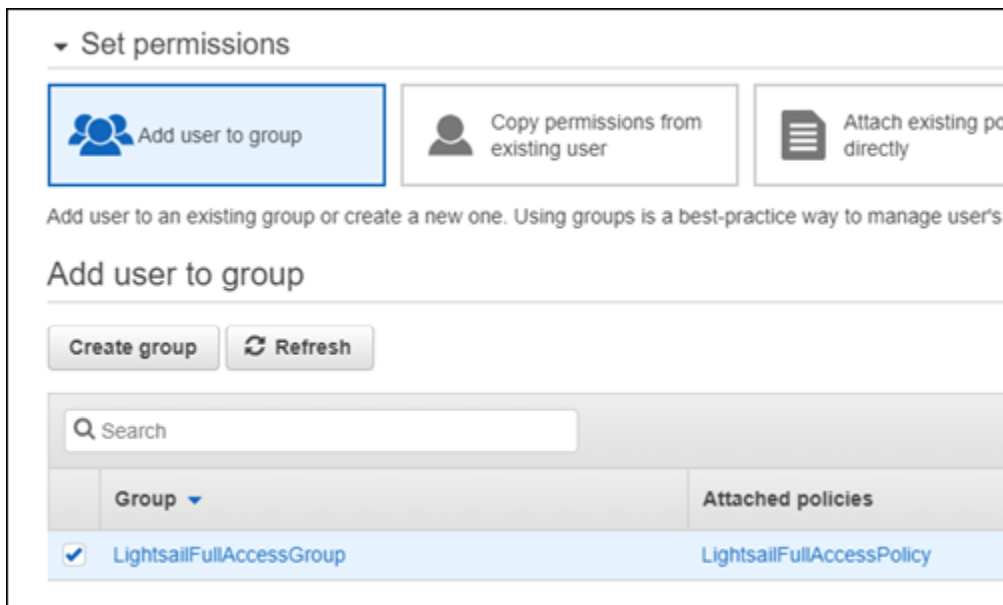 Set permissions
Add user to group
Copy permissions from
existing user
Attach existing po
directly
Add user to an existing group or create a new one. Using groups is a best-practice way to manage user's
Add user to group
Create group
Refresh
Search
Group
Attached policies
LightsailFullAccessGroup
LightsailFullAccessPolicy